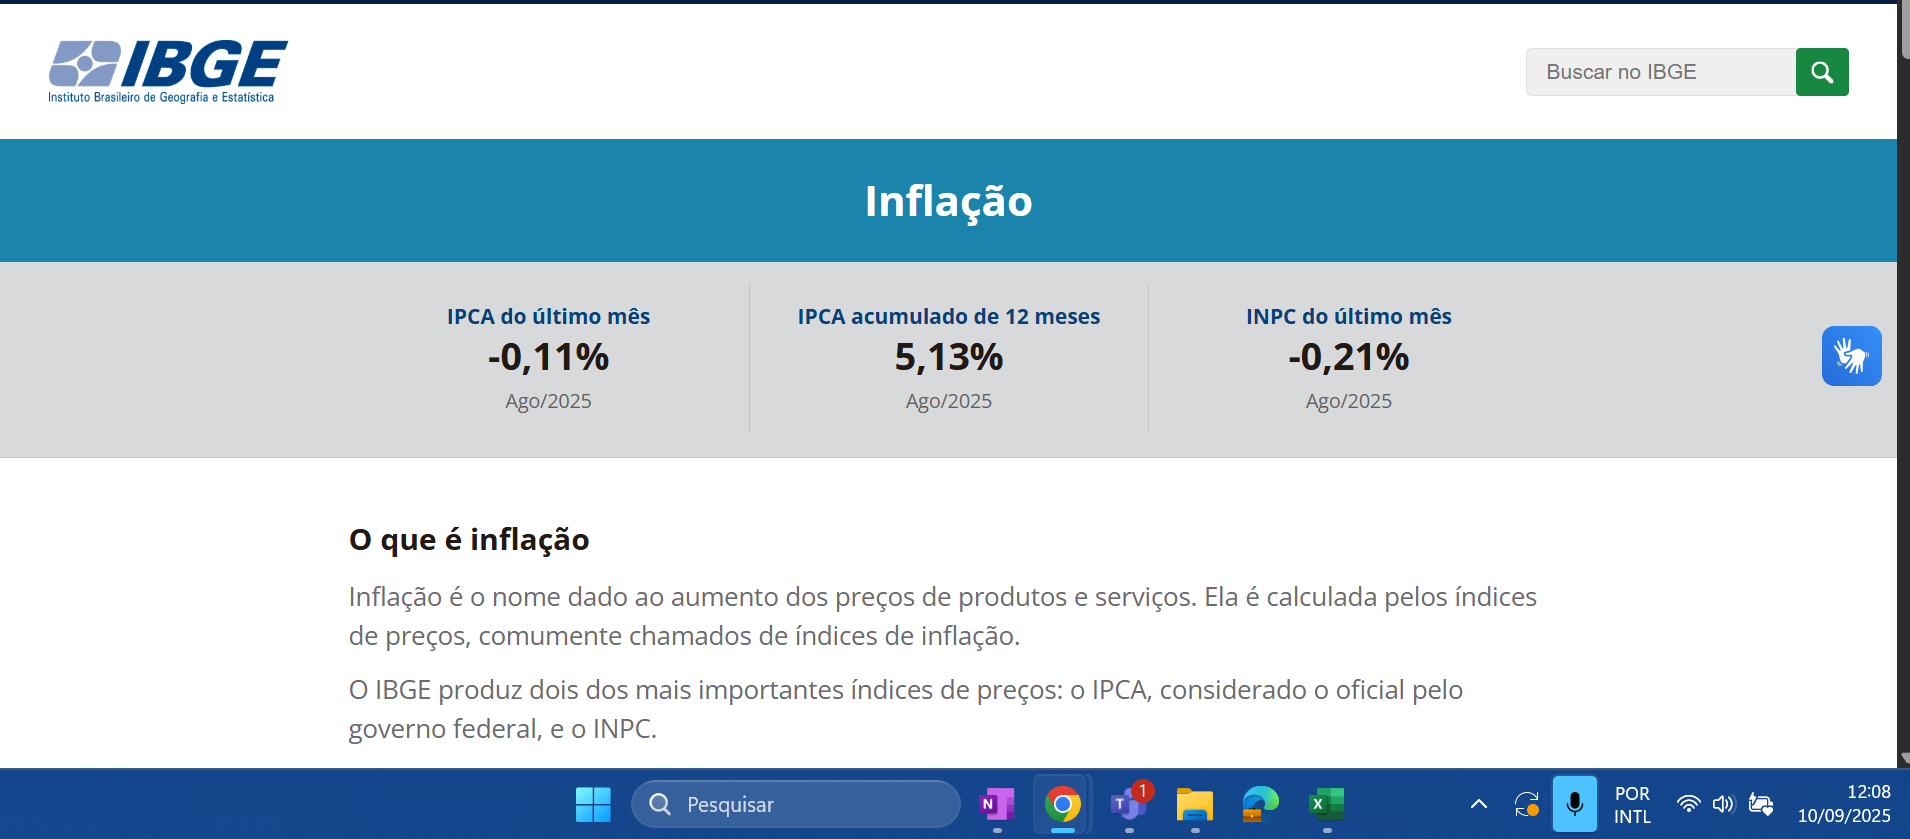 IBGE
Instituto Brasileiro de Geografia e Estatística
Buscar no IBGE
Inflação
IPCA do último mês
-0,11%
Ago/2025
IPCA acumulado de 12 meses
5,13%
Ago/2025
INPC do último mês
-0,21%
Ago/2025
O que é inflação
Inflação é o nome dado ao aumento dos preços de produtos e serviços. Ela é calculada pelos índices
de preços, comumente chamados de índices de inflação.
O IBGE produz dois dos mais importantes índices de preços: o IPCA, considerado o oficial pelo
governo federal, e o INPC.
Pesquisar
N
T
1
X
POR
INTL
12:08
10/09/2025